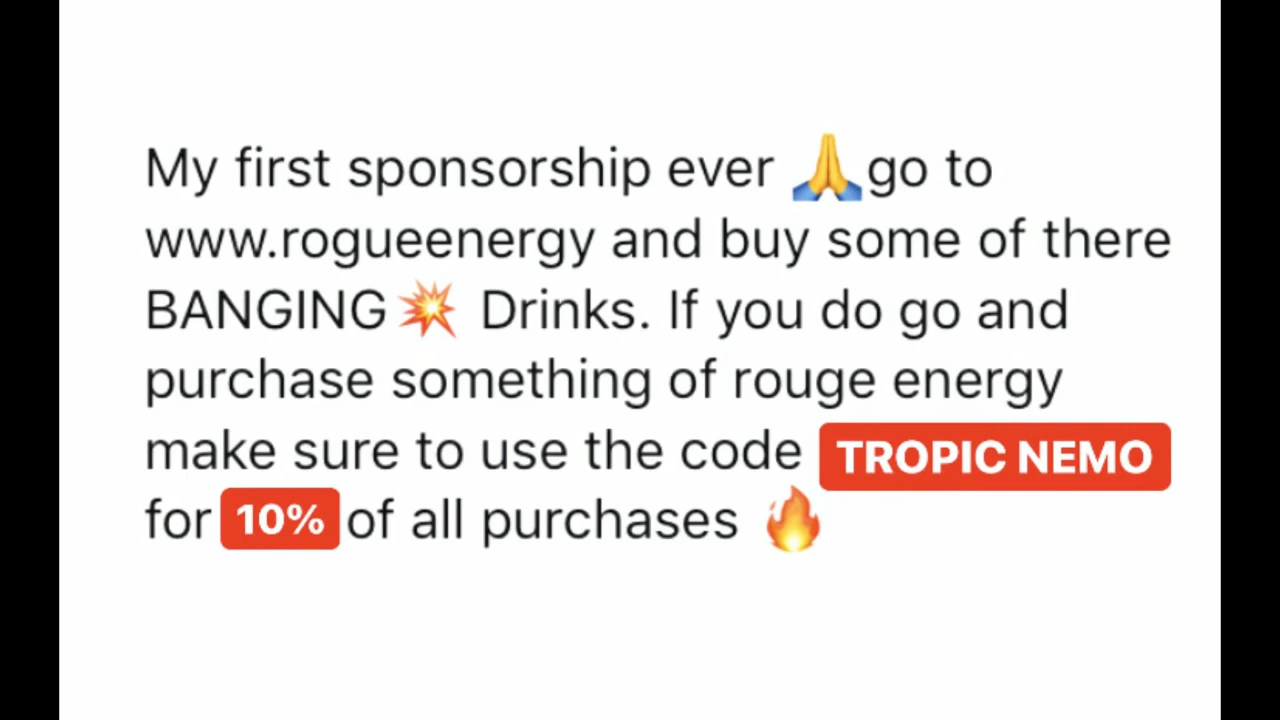 My first sponsorship ever 🙏go to
www.rogueenergy and buy some of there
BANGING💥 Drinks. If you do go and
purchase something of rouge energy
make sure to use the code TROPIC NEMO
for 10% of all purchases 🔥